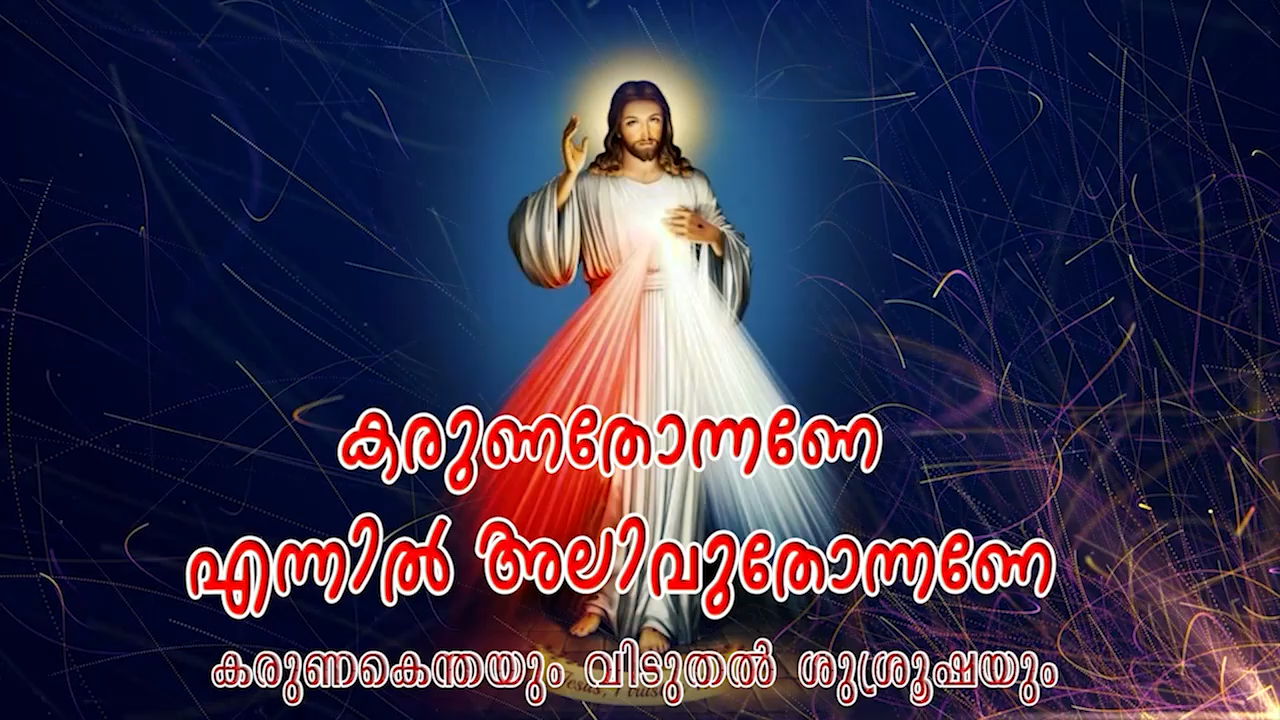 കരുണതോന്നണേ
എന്നിൽ അലിവുതോന്നണേ
കരുണകൊന്തയും വിടുതൽ ശുശ്രൂഷയും